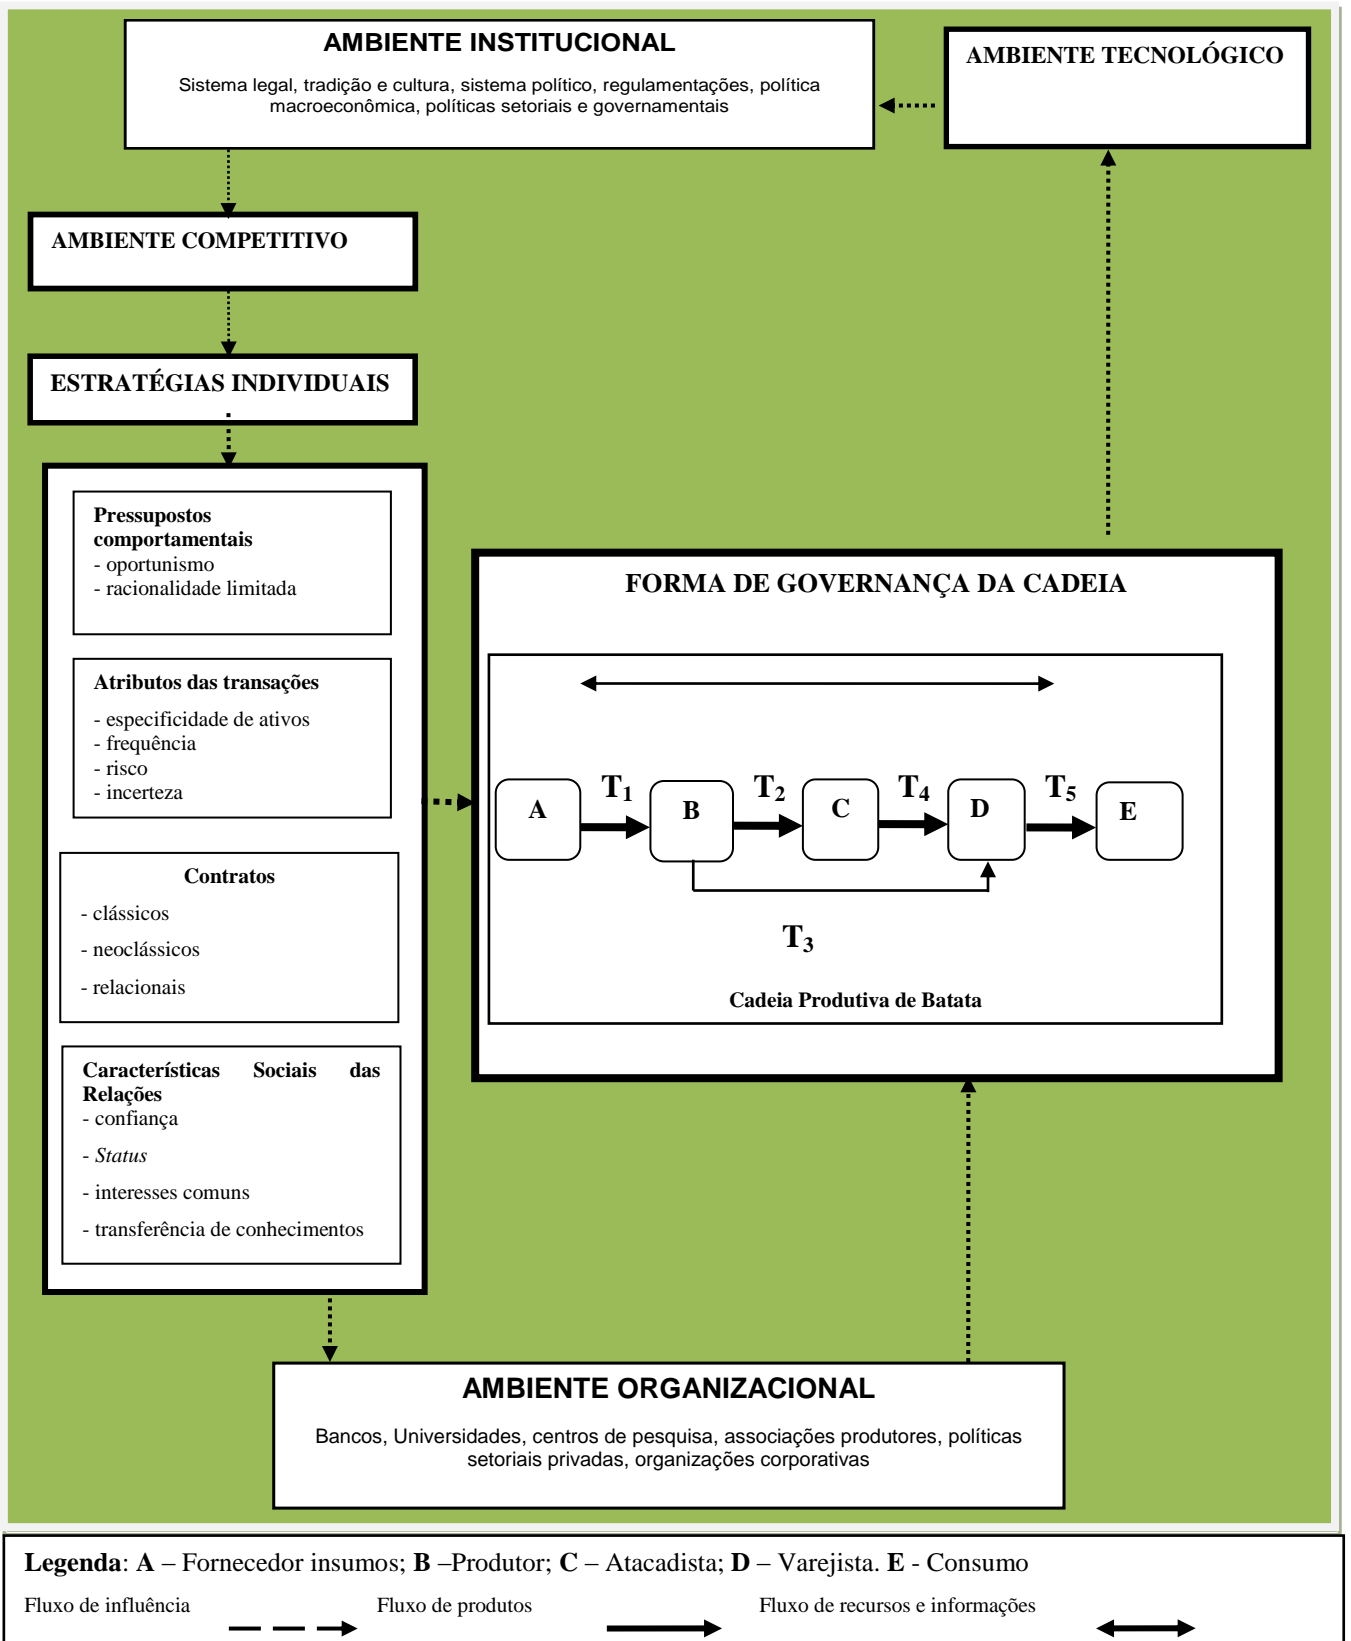 AMBIENTE INSTITUCIONAL
Sistema legal, tradição e cultura, sistema político, regulamentações, política
macroeconômica, políticas setoriais e governamentais
AMBIENTE TECNOLÓGICO
AMBIENTE COMPETITIVO
ESTRATÉGIAS INDIVIDUAIS
Pressupostos
comportamentais
- oportunismo
- racionalidade limitada
Atributos das transações
- especificidade de ativos
- frequência
- risco
- incerteza
Contratos
- clássicos
- neoclássicos
- relacionais
Características Sociais das
Relações
- confiança
- Status
- interesses comuns
- transferência de conhecimentos
FORMA DE GOVERNANÇA DA CADEIA
A T1 B T2 C T4 D T5 E
T3
Cadeia Produtiva de Batata
AMBIENTE ORGANIZACIONAL
Bancos, Universidades, centros de pesquisa, associações produtores, políticas
setoriais privadas, organizações corporativas
Legenda: A – Fornecedor insumos; B –Produtor; C – Atacadista; D – Varejista. E - Consumo
Fluxo de influência Fluxo de produtos Fluxo de recursos e informações